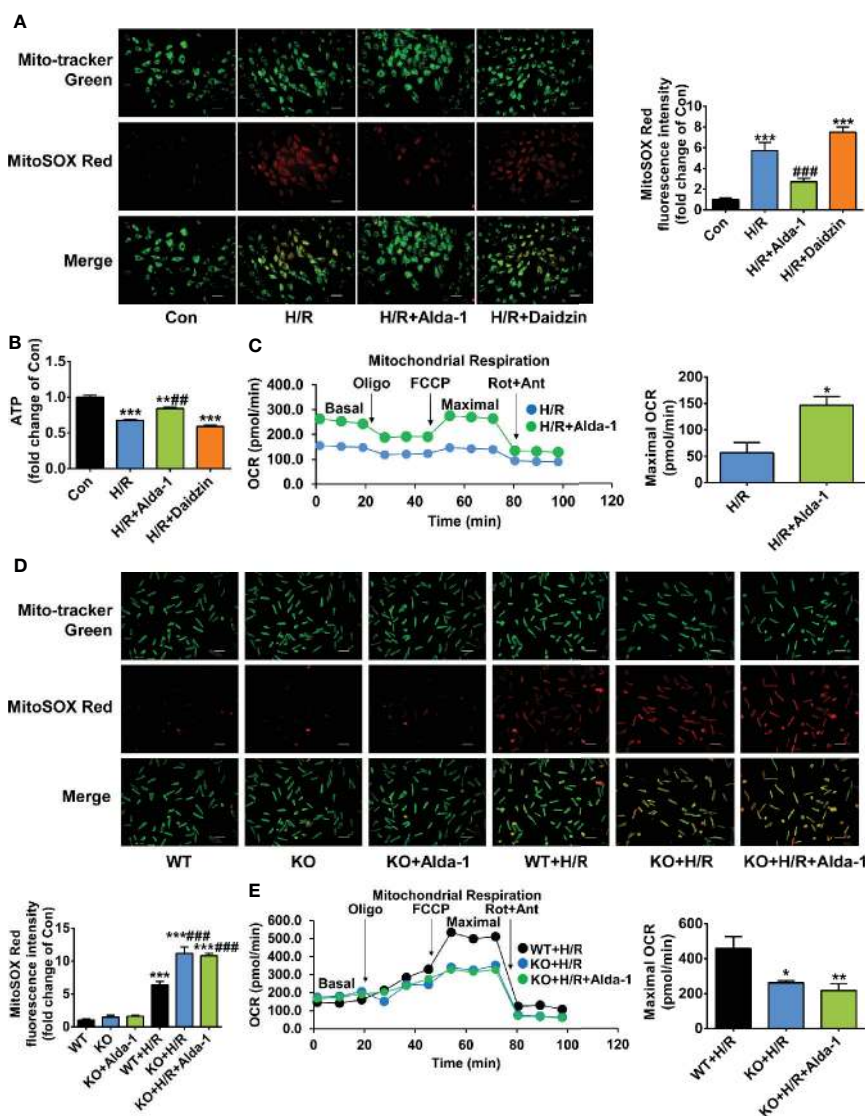 A
Mito-tracker
Green
MitoSOX Red
Merge
Con
H/R
H/R+Alda-1
H/R+Daidzin
MitoSOX Red
fluorescence intensity
(fold change of Con)
10
8
6
4
2
0
***
###
***
Con
H/R
H/R+Alda-1
H/R+Daidzin
B
ATP
(fold change of Con)
1.5
1.0
0.5
0.0
***
**##
***
Con
H/R
H/R+Alda-1
H/R+Daidzin
C
Mitochondrial Respiration
Oligo
FCCP
Rot+Ant
Basal
Maximal
H/R
H/R+Alda-1
OCR (pmol/min)
400.0
300.0
200.0
100.0
0.0
0
20
40
60
80
100
120
Time (min)
Maximal OCR
(pmol/min)
200
150
100
50
0
*
H/R
H/R+Alda-1
D
Mito-tracker
Green
MitoSOX Red
Merge
WT
KO
KO+Alda-1
WT+H/R
KO+H/R
KO+H/R+Alda-1
MitoSOX Red
fluorescence intensity
(fold change of Con)
15
10
5
0
***
***###
***###
WT
KO
KO+Alda-1
WT+H/R
KO+H/R
KO+H/R+Alda-1
E
Mitochondrial Respiration
Oligo
FCCP
Rot+Ant
Maximal
Basal
WT+H/R
KO+H/R
KO+H/R+Alda-1
OCR (pmol/min)
600.0
500.0
400.0
300.0
200.0
100.0
0.0
0
20
40
60
80
100
120
Time (min)
Maximal OCR
(pmol/min)
600
400
200
0
*
**
WT+H/R
KO+H/R
KO+H/R+Alda-1